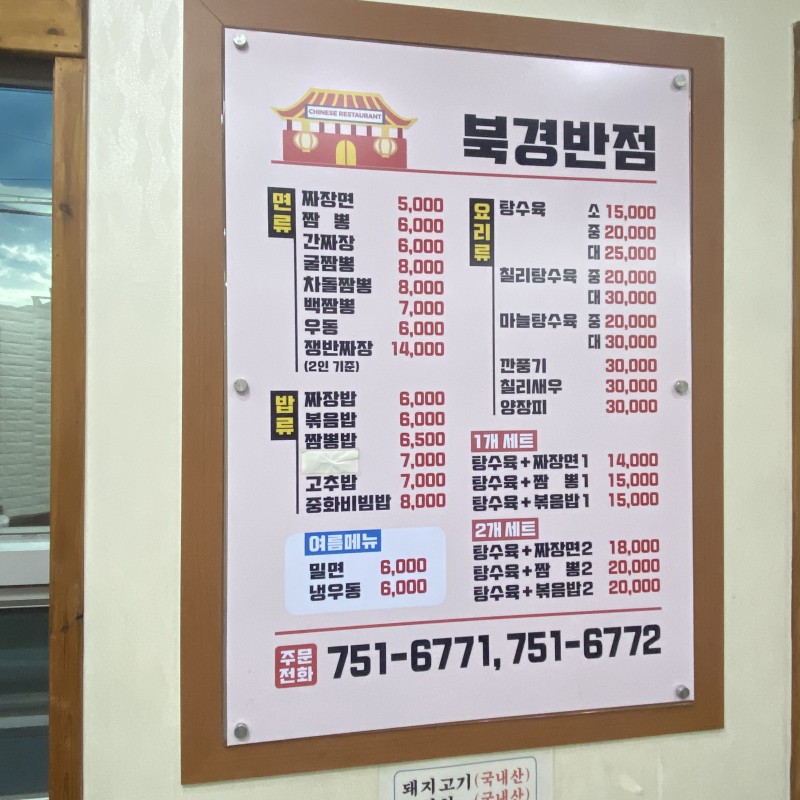 CHINESE RESTAURANT
북경반점
면류
짜장면 5,000
짬 뽕 6,000
간짜장 6,000
굴짬뽕 8,000
차돌짬뽕 8,000
백짬뽕 7,000
우동 6,000
쟁반짜장 14,000
(2인 기준)
밥류
짜장밥 6,000
볶음밥 6,000
짬뽕밥 6,500
7,000
고추밥 7,000
중화비빔밥 8,000
여름메뉴
밀면 6,000
냉우동 6,000
요리류
탕수육 소 15,000
중 20,000
대 25,000
칠리탕수육 중 20,000
대 30,000
마늘탕수육 중 20,000
대 30,000
깐풍기 30,000
칠리새우 30,000
양장피 30,000
1개 세트
탕수육+짜장면1 14,000
탕수육+짬 뽕1 15,000
탕수육+볶음밥1 15,000
2개 세트
탕수육+짜장면2 18,000
탕수육+짬 뽕2 20,000
탕수육+볶음밥2 20,000
주문전화 751-6771, 751-6772
돼지고기(국내산)
(국내산)